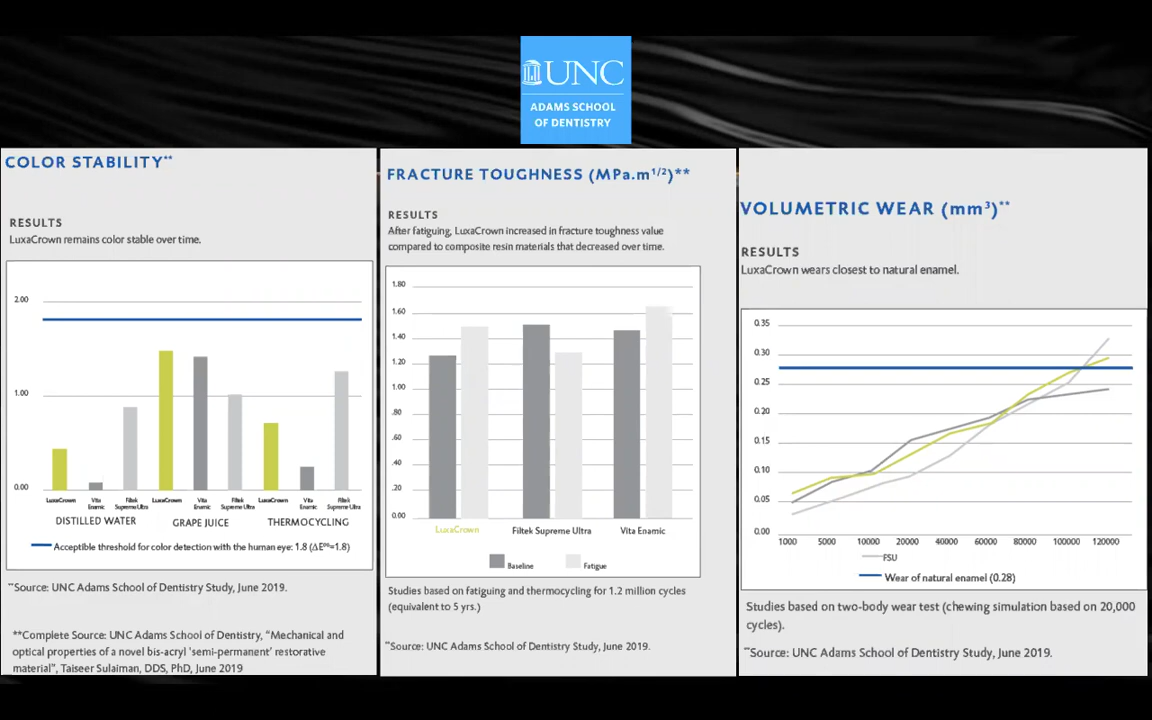 UNC
ADAMS SCHOOL
OF DENTISTRY
COLOR STABILITY**
RESULTS
LuxaCrown remains color stable over time.
2.00
1.00
0.00
LuxaCrown
Vita
Enamic
Filtek
Supreme Ultra
LuxaCrown
Vita
Enamic
Filtek
Supreme Ultra
LuxaCrown
Vita
Enamic
Filtek
Supreme Ultra
DISTILLED WATER
GRAPE JUICE
THERMOCYCLING
Acceptible threshold for color detection with the human eye: 1.8 (ΔE⁰⁰=1.8)
**Source: UNC Adams School of Dentistry Study, June 2019.
**Complete Source: UNC Adams School of Dentistry, "Mechanical and
optical properties of a novel bis-acryl 'semi-permanent' restorative
material", Taiseer Sulaiman, DDS, PhD, June 2019
FRACTURE TOUGHNESS (MPa.m¹/²)**
RESULTS
After fatiguing, LuxaCrown increased in fracture toughness value
compared to composite resin materials that decreased over time.
1.80
1.60
1.40
1.20
1.00
.80
.60
.40
.20
0.00
LuxaCrown
Filtek Supreme Ultra
Vita Enamic
Baseline
Fatigue
Studies based on fatiguing and thermocycling for 1.2 million cycles
(equivalent to 5 yrs.)
**Source: UNC Adams School of Dentistry Study, June 2019.
VOLUMETRIC WEAR (mm³)**
RESULTS
LuxaCrown wears closest to natural enamel.
0.35
0.30
0.25
0.20
0.15
0.10
0.05
0.00
1000
5000
10000
20000
40000
60000
80000
100000
120000
FSU
Wear of natural enamel (0.28)
Studies based on two-body wear test (chewing simulation based on 20,000
cycles).
**Source: UNC Adams School of Dentistry Study, June 2019.